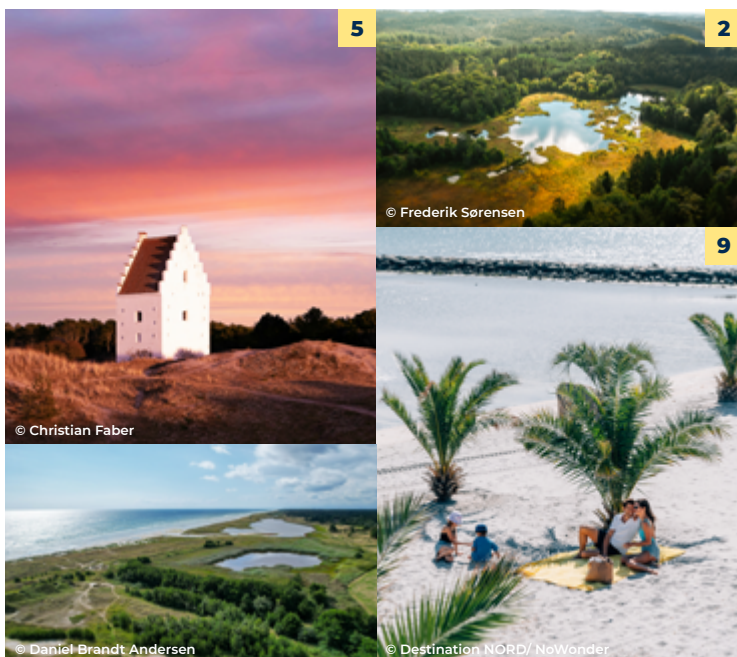 5
2
© Frederik Sørensen
9
© Christian Faber
© Daniel Brandt Andersen
© Destination NORD/ NoWonder